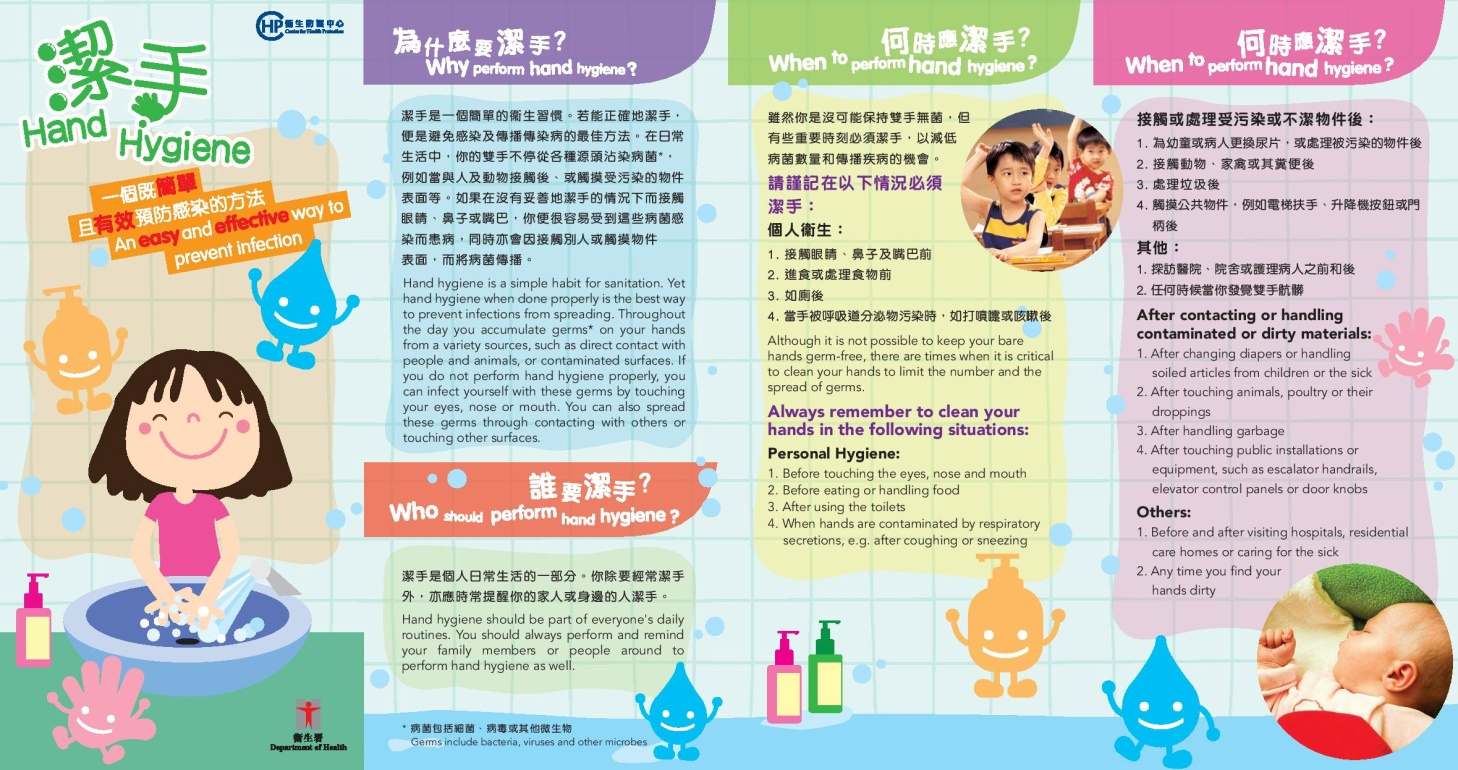 衞生防護中心
Centre for Health Protection
潔手
Hand Hygiene
一個既簡單
且有效預防感染的方法
An easy and effective way to
prevent infection
衞生署
Department of Health
為什麼要潔手?
Why perform hand hygiene?
潔手是一個簡單的衞生習慣。若能正確地潔手，
便是避免感染及傳播傳染病的最佳方法。在日常
生活中，你的雙手不停從各種源頭沾染病菌*，
例如當與人及動物接觸後、或觸摸受污染的物件
表面等。如果在沒有妥善地潔手的情況下而接觸
眼睛、鼻子或嘴巴，你便很容易受到這些病菌感
染而患病，同時亦會因接觸別人或觸摸物件
表面，而將病菌傳播。
Hand hygiene is a simple habit for sanitation. Yet
hand hygiene when done properly is the best way
to prevent infections from spreading. Throughout
the day you accumulate germs* on your hands
from a variety sources, such as direct contact with
people and animals, or contaminated surfaces. If
you do not perform hand hygiene properly, you
can infect yourself with these germs by touching
your eyes, nose or mouth. You can also spread
these germs through contacting with others or
touching other surfaces.
誰要潔手?
Who should perform hand hygiene?
潔手是個人日常生活的一部分。你除要經常潔手
外，亦應時常提醒你的家人或身邊的人潔手。
Hand hygiene should be part of everyone's daily
routines. You should always perform and remind
your family members or people around to
perform hand hygiene as well.
* 病菌包括細菌、病毒或其他微生物
Germs include bacteria, viruses and other microbes
何時應潔手?
When to perform hand hygiene?
雖然你是沒可能保持雙手無菌，但
有些重要時刻必須潔手，以減低
病菌數量和傳播疾病的機會。
請謹記在以下情況必須
潔手：
個人衞生：
1. 接觸眼睛、鼻子及嘴巴前
2. 進食或處理食物前
3. 如廁後
4. 當手被呼吸道分泌物污染時，如打噴嚏或咳嗽後
Although it is not possible to keep your bare
hands germ-free, there are times when it is critical
to clean your hands to limit the number and the
spread of germs.
Always remember to clean your
hands in the following situations:
Personal Hygiene:
1. Before touching the eyes, nose and mouth
2. Before eating or handling food
3. After using the toilets
4. When hands are contaminated by respiratory
secretions, e.g. after coughing or sneezing
何時應潔手?
When to perform hand hygiene?
接觸或處理受污染或不潔物件後：
1. 為幼童或病人更換尿片，或處理被污染的物件後
2. 接觸動物、家禽或其糞便後
3. 處理垃圾後
4. 觸摸公共物件，例如電梯扶手、升降機按鈕或門
柄後
其他：
1. 探訪醫院、院舍或護理病人之前和後
2. 任何時候當你發覺雙手骯髒
After contacting or handling
contaminated or dirty materials:
1. After changing diapers or handling
soiled articles from children or the sick
2. After touching animals, poultry or their
droppings
3. After handling garbage
4. After touching public installations or
equipment, such as escalator handrails,
elevator control panels or door knobs
Others:
1. Before and after visiting hospitals, residential
care homes or caring for the sick
2. Any time you find your
hands dirty